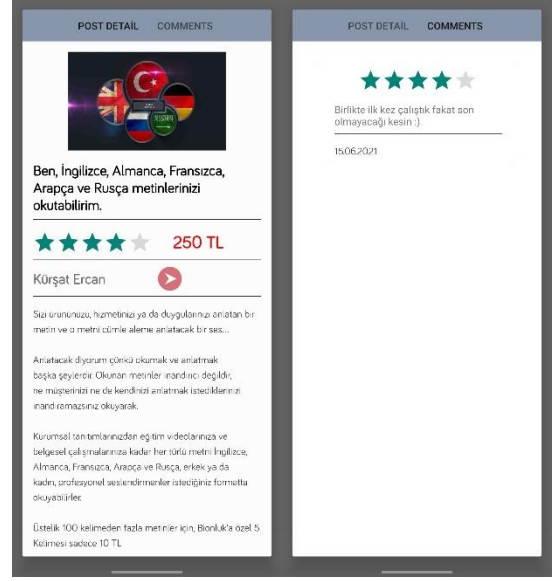 POST DETAİL COMMENTS
Ben, İngilizce, Almanca, Fransızca,
Arapça ve Rusça metinlerinizi
okutabilirim.
250 TL
Kürşat Ercan
Sizi ürününüzü, hizmetinizi ya da duygularınızı anlatan bir
metin ve o metni cümle aleme anlatacak bir ses...
Anlatacak diyorum çünkü okumak ve anlatmak
başka şeylerdir. Okunan metinler inandırıcı değildir,
ne müşterinizi ne de kendinizi anlatmak istediklerinizi
inandıramazsınız okuyarak.
Kurumsal tanıtımlarınızdan eğitim videolarınıza ve
belgesel çalışmalarınıza kadar her türlü metni İngilizce,
Almanca, Fransızca, Arapça ve Rusça, erkek ya da
kadın, profesyonel seslendirmenler istediğiniz formatta
okuyabilirler.
Üstelik 100 kelimeden fazla metinler için, Bionluk'a özel 5
Kelimesi sadece 10 TL
POST DETAİL COMMENTS
Birlikte ilk kez çalıştık fakat son
olmayacağı kesin :)
15.06.2021